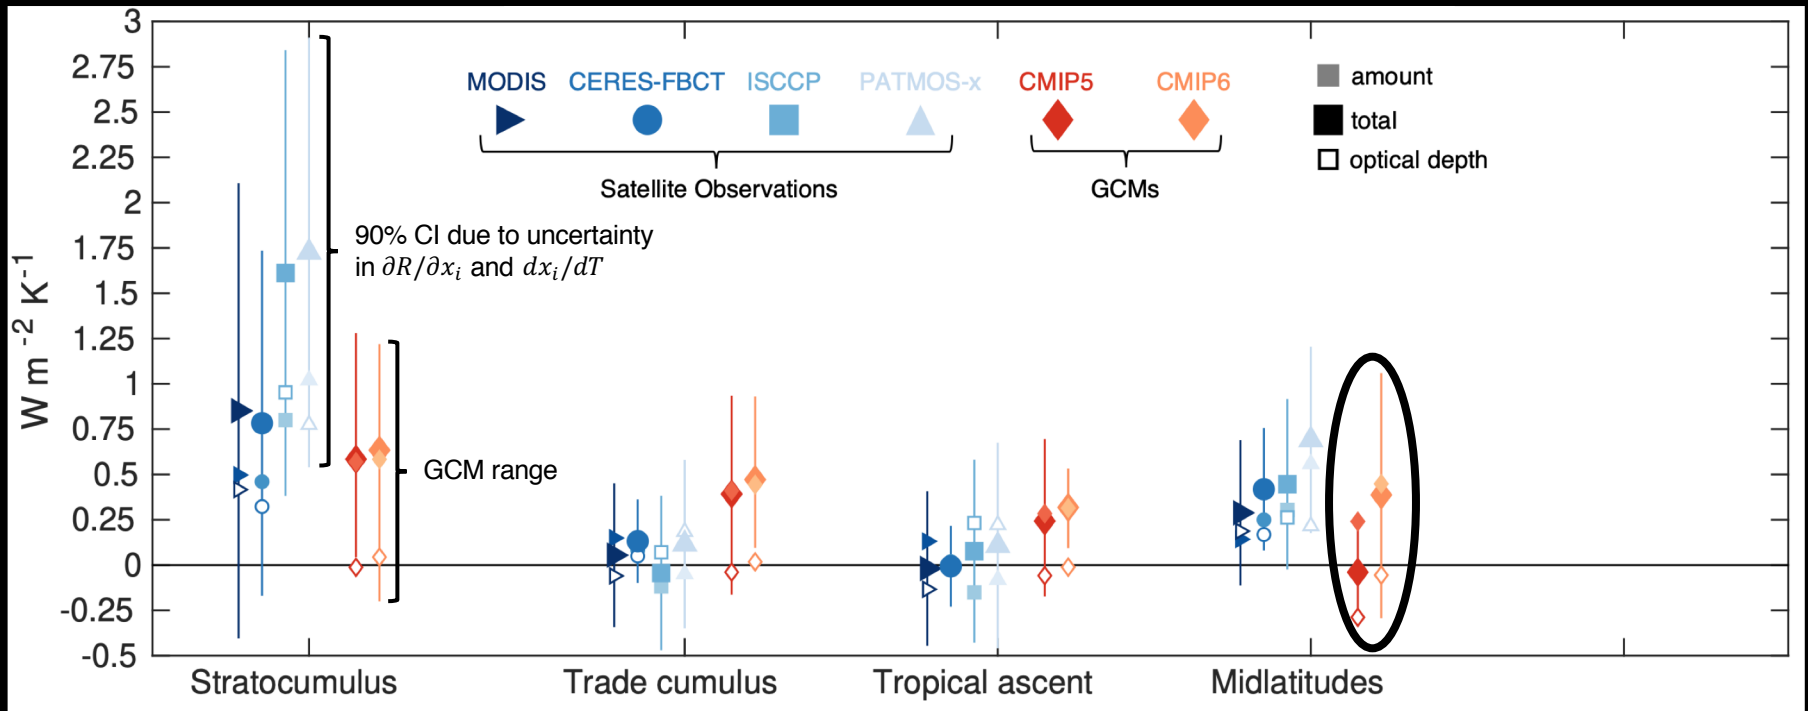 3
2.75
2.5
2.25
2
1.75
1.5
1.25
1
0.75
0.5
0.25
0
-0.25
-0.5
W m-2 K-1
MODIS CERES-FBCT ISCCP PATMOS-x CMIP5 CMIP6
Satellite Observations GCMs
amount
total
optical depth
90% CI due to uncertainty
in ∂R/∂xᵢ and dxᵢ/dT
GCM range
Stratocumulus Trade cumulus Tropical ascent Midlatitudes